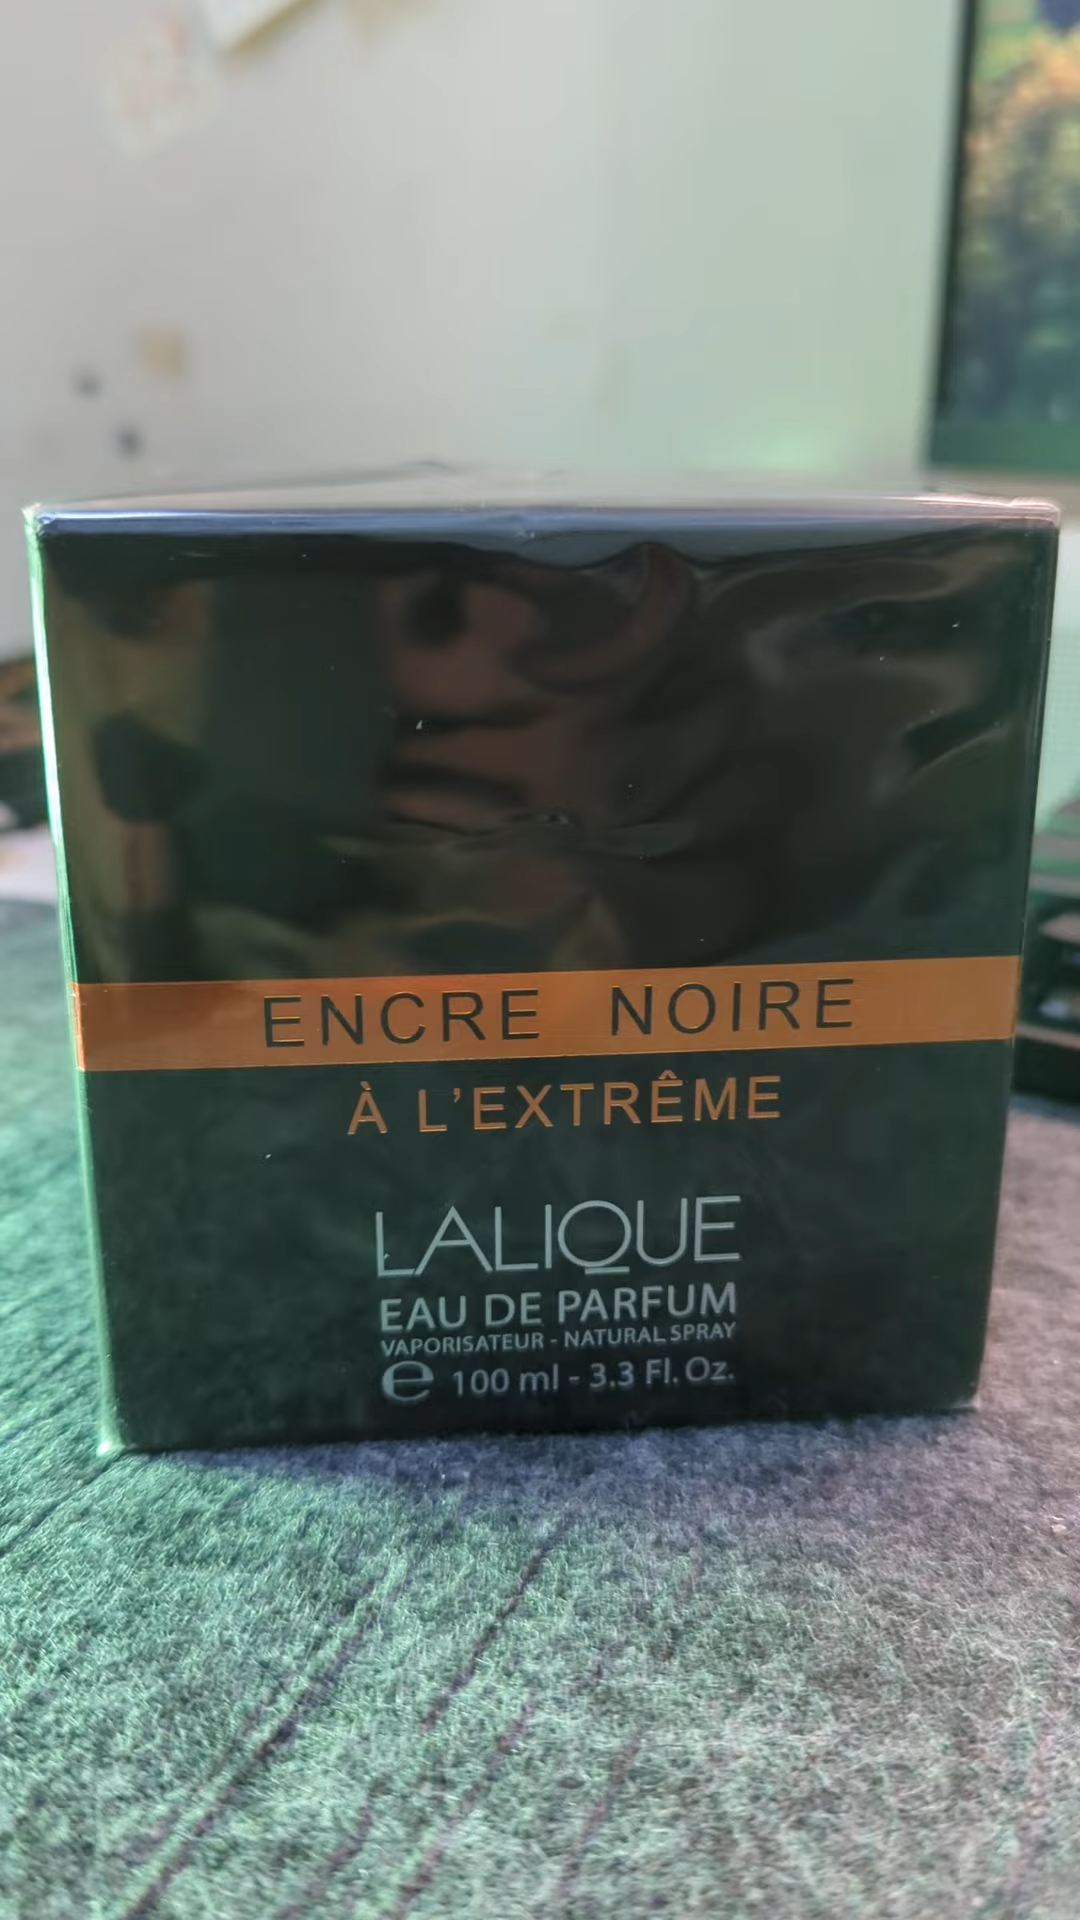 ENCRE NOIRE
À L'EXTRÊME
LALIQUE
EAU DE PARFUM
VAPORISATEUR - NATURAL SPRAY
℮ 100 ml - 3.3 Fl. Oz.